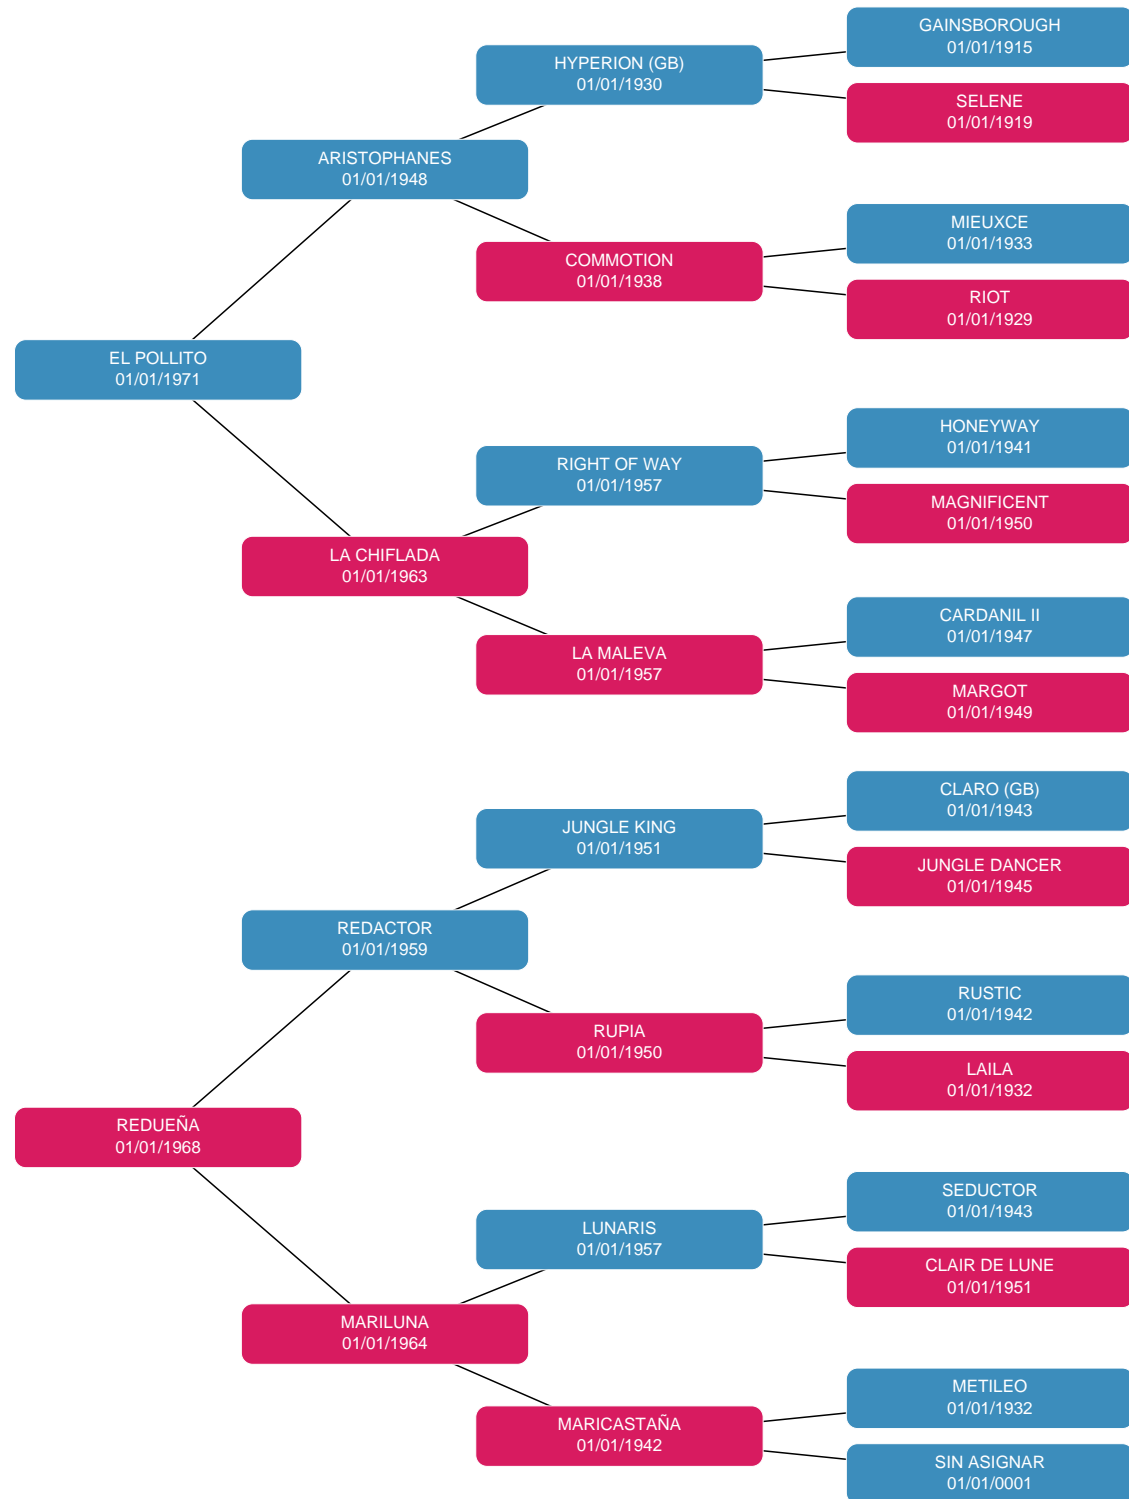 GAINSBOROUGH
01/01/1915
HYPERION (GB)
01/01/1930
SELENE
01/01/1919
ARISTOPHANES
01/01/1948
MIEUXCE
01/01/1933
COMMOTION
01/01/1938
RIOT
01/01/1929
EL POLLITO
01/01/1971
HONEYWAY
01/01/1941
RIGHT OF WAY
01/01/1957
MAGNIFICENT
01/01/1950
LA CHIFLADA
01/01/1963
CARDANIL II
01/01/1947
LA MALEVA
01/01/1957
MARGOT
01/01/1949
CLARO (GB)
01/01/1943
JUNGLE KING
01/01/1951
JUNGLE DANCER
01/01/1945
REDACTOR
01/01/1959
RUSTIC
01/01/1942
RUPIA
01/01/1950
LAILA
01/01/1932
REDUEÑA
01/01/1968
SEDUCTOR
01/01/1943
LUNARIS
01/01/1957
CLAIR DE LUNE
01/01/1951
MARILUNA
01/01/1964
METILEO
01/01/1932
MARICASTAÑA
01/01/1942
SIN ASIGNAR
01/01/0001